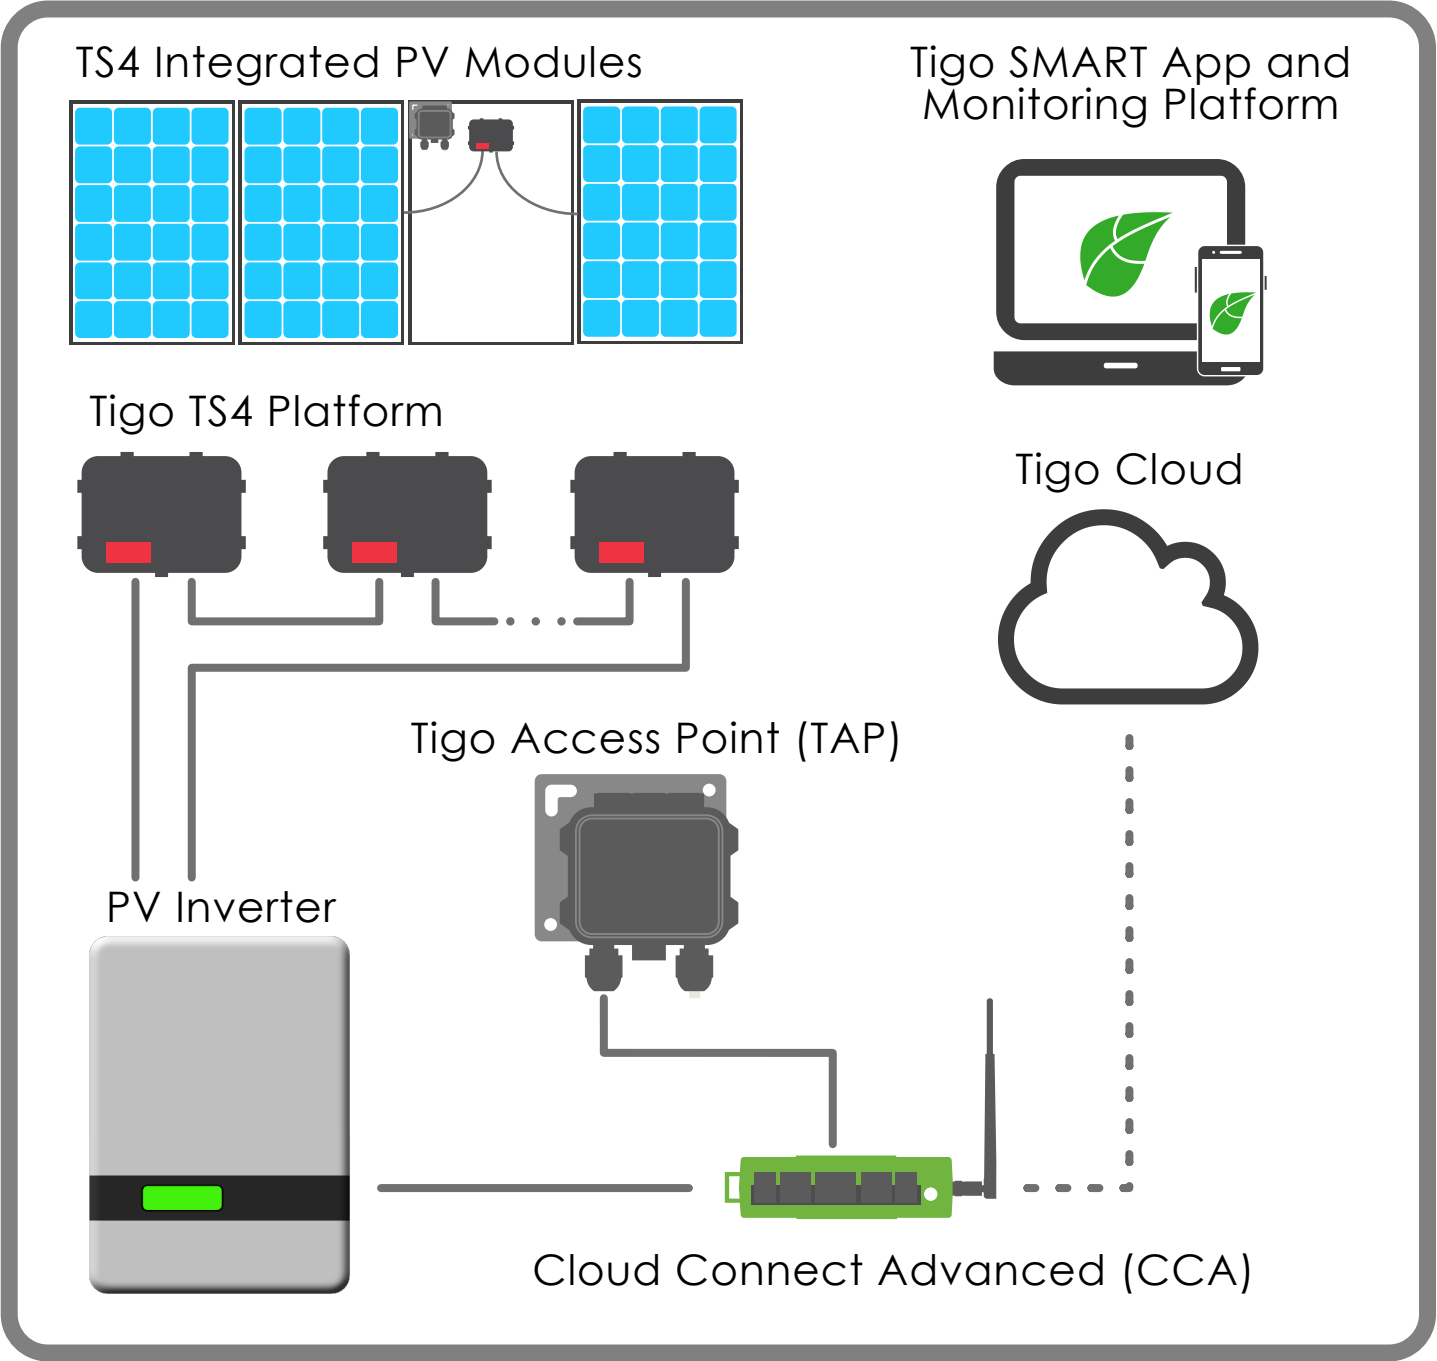 TS4 Integrated PV Modules
Tigo SMART App and
Monitoring Platform
Tigo TS4 Platform
Tigo Cloud
Tigo Access Point (TAP)
PV Inverter
Cloud Connect Advanced (CCA)